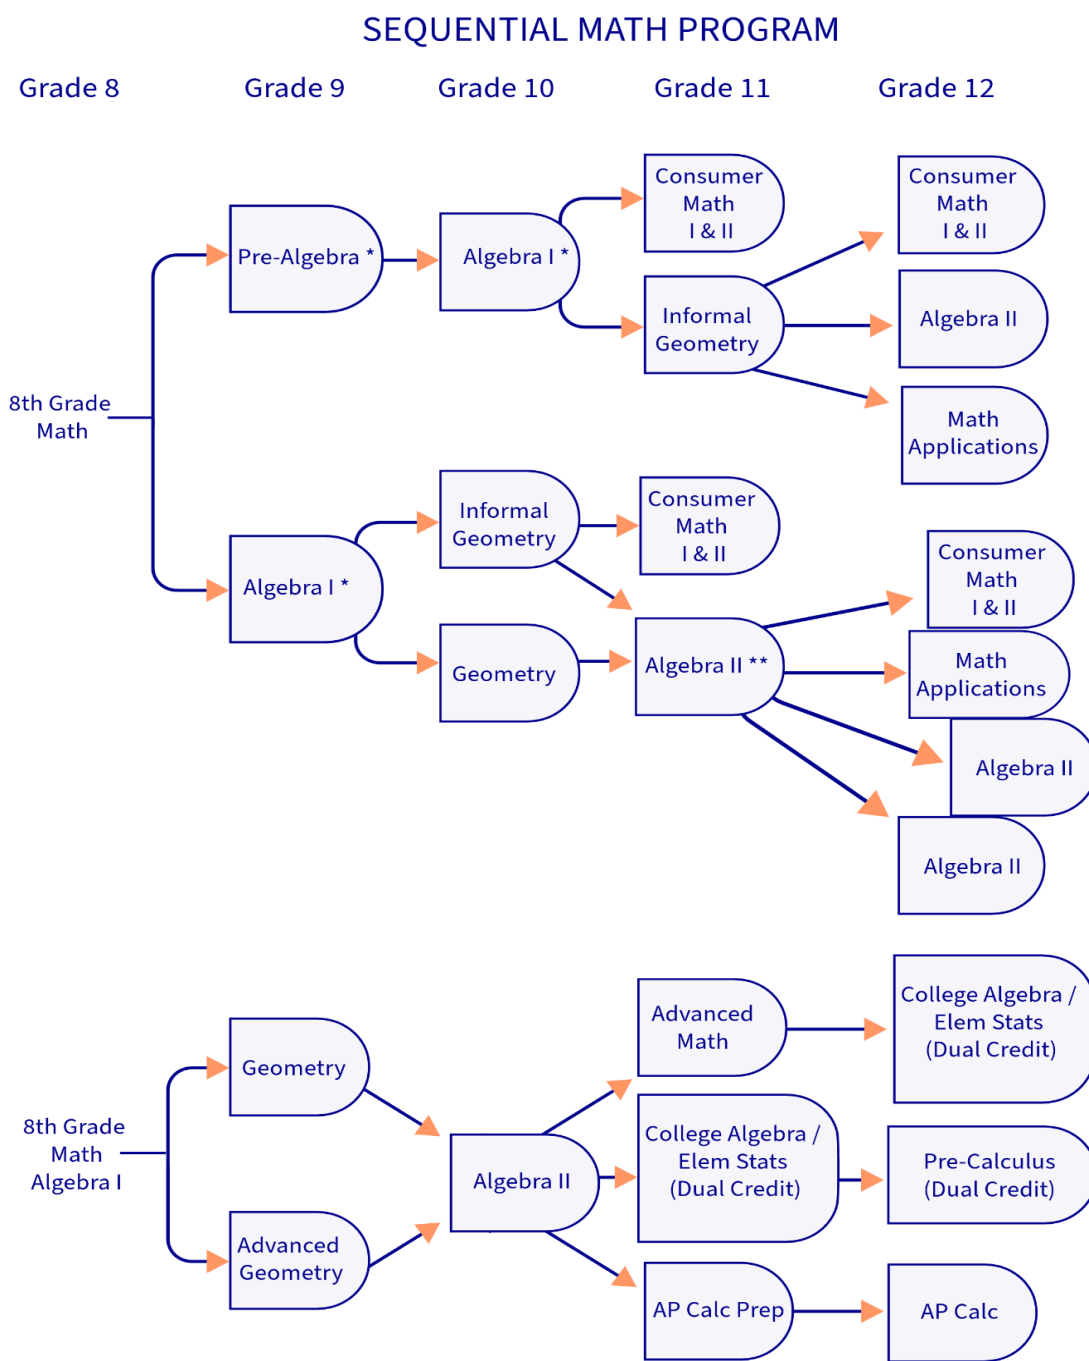 SEQUENTIAL MATH PROGRAM
Grade 8
Grade 9
Grade 10
Grade 11
Grade 12
8th Grade
Math
Pre-Algebra *
Algebra I *
Consumer
Math
I & II
Informal
Geometry
Consumer
Math
I & II
Algebra II
Math
Applications
Algebra I *
Informal
Geometry
Geometry
Consumer
Math
I & II
Algebra II **
Consumer
Math
I & II
Math
Applications
Algebra II
Algebra II
8th Grade
Math
Algebra I
Geometry
Advanced
Geometry
Algebra II
Advanced
Math
College Algebra /
Elem Stats
(Dual Credit)
AP Calc Prep
College Algebra /
Elem Stats
(Dual Credit)
Pre-Calculus
(Dual Credit)
AP Calc